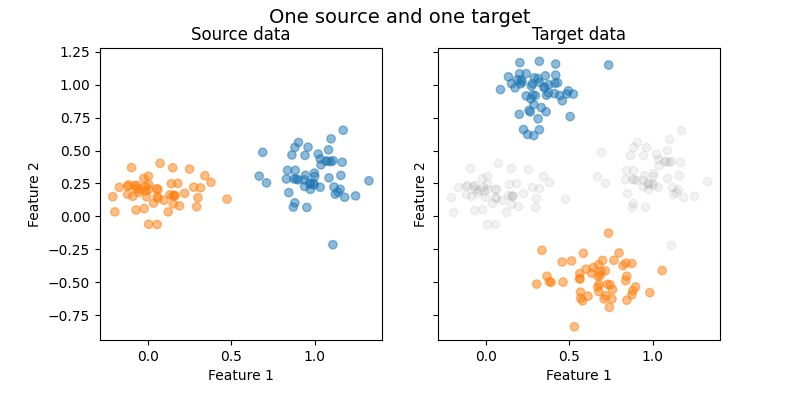 One source and one target
Source data
Target data
1.25
1.00
0.75
0.50
0.25
0.00
−0.25
−0.50
−0.75
Feature 2
Feature 2
0.0
0.5
1.0
0.0
0.5
1.0
Feature 1
Feature 1